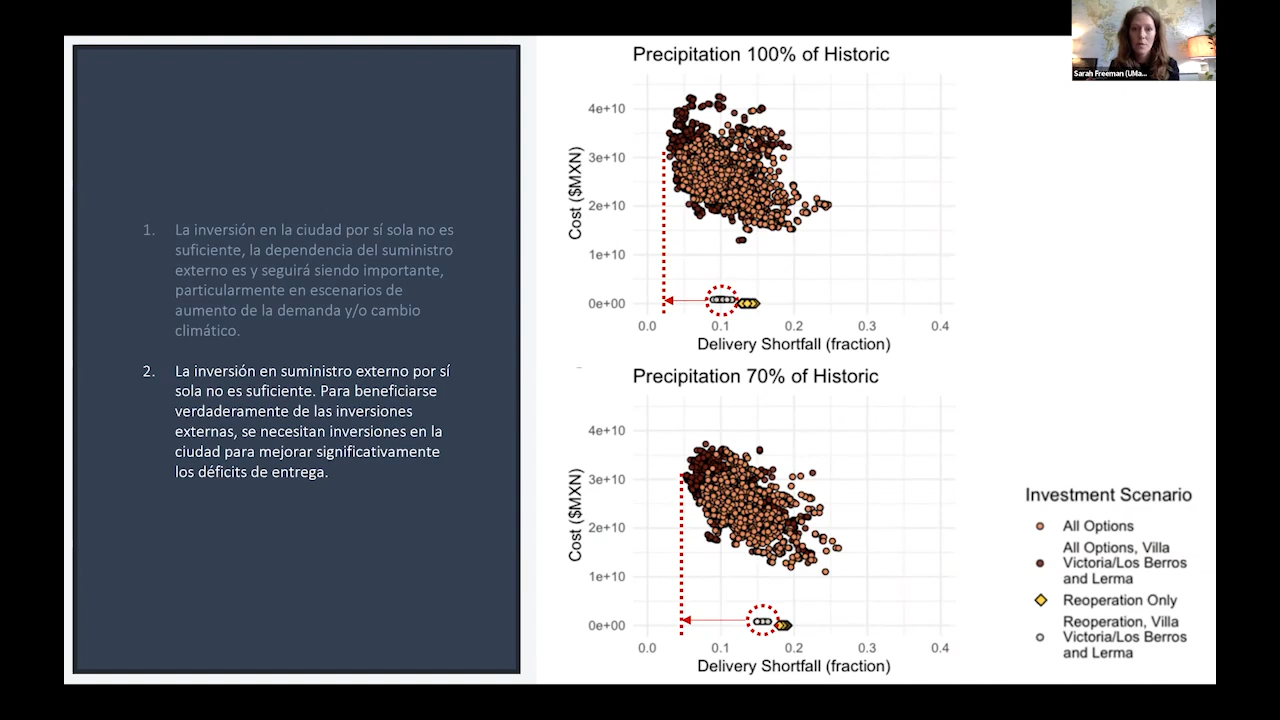 Sarah Freeman (UMa...
1. La inversión en la ciudad por sí sola no es
suficiente, la dependencia del suministro
externo es y seguirá siendo importante,
particularmente en escenarios de
aumento de la demanda y/o cambio
climático.
2. La inversión en suministro externo por sí
sola no es suficiente. Para beneficiarse
verdaderamente de las inversiones
externas, se necesitan inversiones en la
ciudad para mejorar significativamente
los déficits de entrega.
Precipitation 100% of Historic
Cost ($MXN)
4e+10
3e+10
2e+10
1e+10
0e+00
0.0 0.1 0.2 0.3 0.4
Delivery Shortfall (fraction)
Precipitation 70% of Historic
Cost ($MXN)
4e+10
3e+10
2e+10
1e+10
0e+00
0.0 0.1 0.2 0.3 0.4
Delivery Shortfall (fraction)
Investment Scenario
All Options
All Options, Villa
Victoria/Los Berros
and Lerma
Reoperation Only
Reoperation, Villa
Victoria/Los Berros
and Lerma